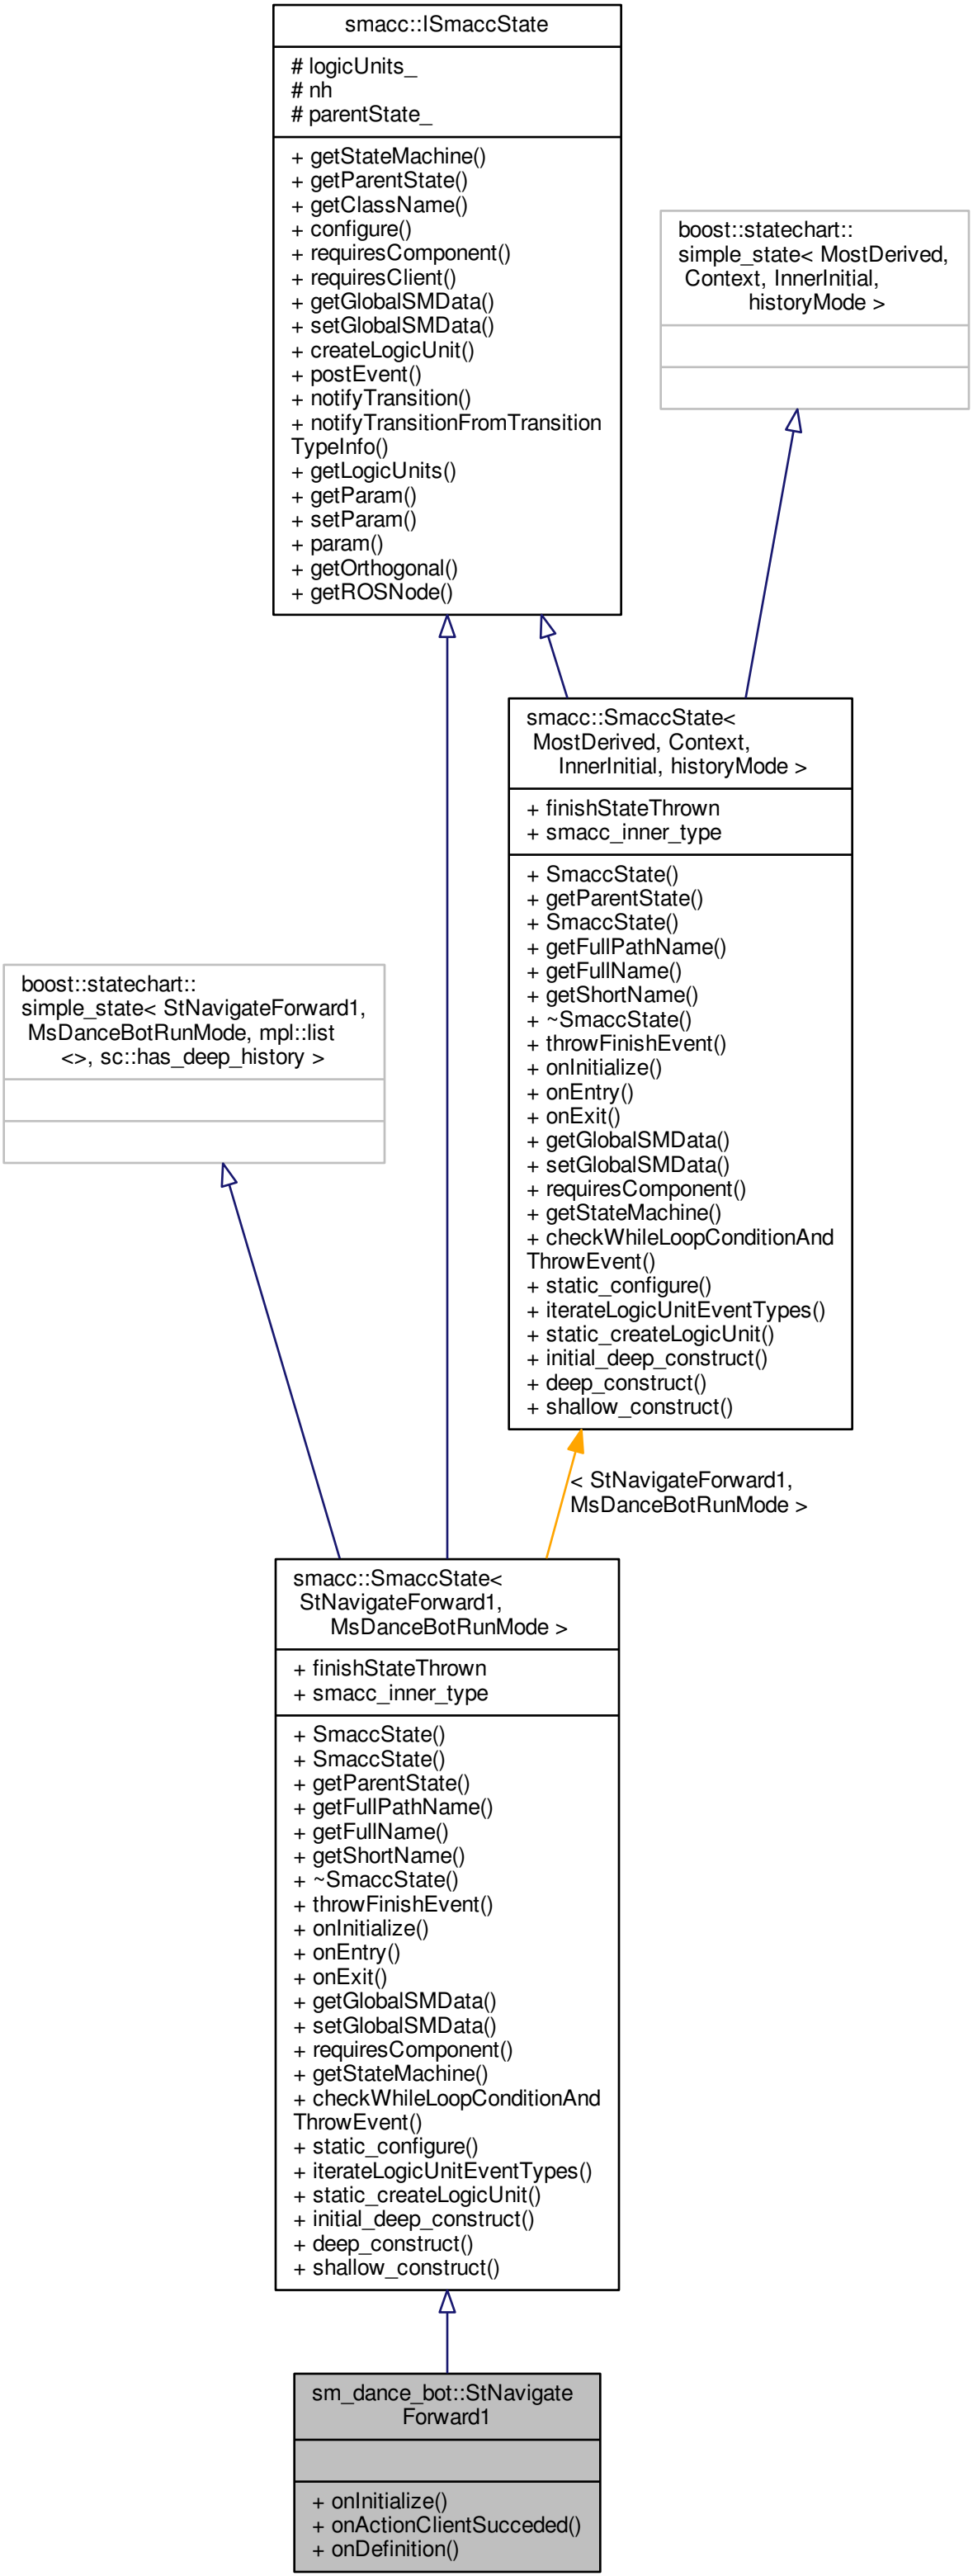 smacc::ISmaccState
# logicUnits_
# nh
# parentState_
+ getStateMachine()
+ getParentState()
+ getClassName()
+ configure()
+ requiresComponent()
+ requiresClient()
+ getGlobalSMData()
+ setGlobalSMData()
+ createLogicUnit()
+ postEvent()
+ notifyTransition()
+ notifyTransitionFromTransition
TypeInfo()
+ getLogicUnits()
+ getParam()
+ setParam()
+ param()
+ getOrthogonal()
+ getROSNode()
boost::statechart::
simple_state< MostDerived,
Context, InnerInitial,
historyMode >
smacc::SmaccState<
MostDerived, Context,
InnerInitial, historyMode >
+ finishStateThrown
+ smacc_inner_type
+ SmaccState()
+ getParentState()
+ SmaccState()
+ getFullPathName()
+ getFullName()
+ getShortName()
+ ~SmaccState()
+ throwFinishEvent()
+ onInitialize()
+ onEntry()
+ onExit()
+ getGlobalSMData()
+ setGlobalSMData()
+ requiresComponent()
+ getStateMachine()
+ checkWhileLoopConditionAnd
ThrowEvent()
+ static_configure()
+ iterateLogicUnitEventTypes()
+ static_createLogicUnit()
+ initial_deep_construct()
+ deep_construct()
+ shallow_construct()
boost::statechart::
simple_state< StNavigateForward1,
MsDanceBotRunMode, mpl::list
<>, sc::has_deep_history >
< StNavigateForward1,
MsDanceBotRunMode >
smacc::SmaccState<
StNavigateForward1,
MsDanceBotRunMode >
+ finishStateThrown
+ smacc_inner_type
+ SmaccState()
+ SmaccState()
+ getParentState()
+ getFullPathName()
+ getFullName()
+ getShortName()
+ ~SmaccState()
+ throwFinishEvent()
+ onInitialize()
+ onEntry()
+ onExit()
+ getGlobalSMData()
+ setGlobalSMData()
+ requiresComponent()
+ getStateMachine()
+ checkWhileLoopConditionAnd
ThrowEvent()
+ static_configure()
+ iterateLogicUnitEventTypes()
+ static_createLogicUnit()
+ initial_deep_construct()
+ deep_construct()
+ shallow_construct()
sm_dance_bot::StNavigate
Forward1
+ onInitialize()
+ onActionClientSucceded()
+ onDefinition()